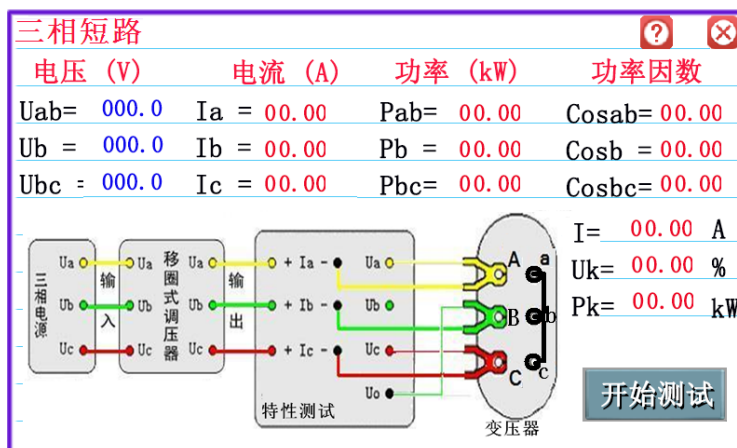 三相短路 ?
电压 (V) 电流 (A) 功率 (kW) 功率因数
Uab= 000.0 Ia = 00.00 Pab= 00.00 Cosab= 00.00
Ub = 000.0 Ib = 00.00 Pb = 00.00 Cosb = 00.00
Ubc : 000.0 Ic = 00.00 Pbc= 00.00 Cosbc= 00.00
I= 00.00 A
Uk= 00.00 %
Pk= 00.00 kW
三相电源
Ua
Ub
Uc
输入
移圈式调压器
Ua Ua
Ub Ub
Uc Uc
输出
+ Ia - Ua
+ Ib - Ub
+ Ic - Uc
Uo
特性测试
A a
B b
C c
变压器
开始测试